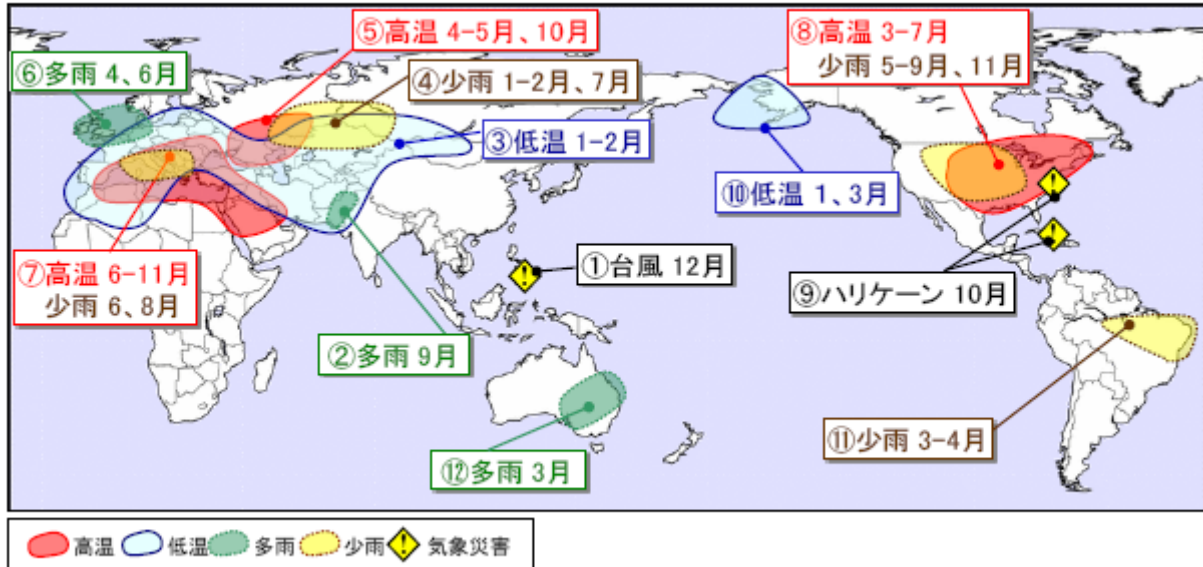 ⑤高温 4-5月、10月
⑧高温 3-7月
少雨 5-9月、11月
⑥多雨 4、6月
④少雨 1-2月、7月
③低温 1-2月
⑩低温 1、3月
①台風 12月
⑦高温 6-11月
少雨 6、8月
⑨ハリケーン 10月
②多雨 9月
⑪少雨 3-4月
⑫多雨 3月
高温 低温 多雨 少雨 気象災害